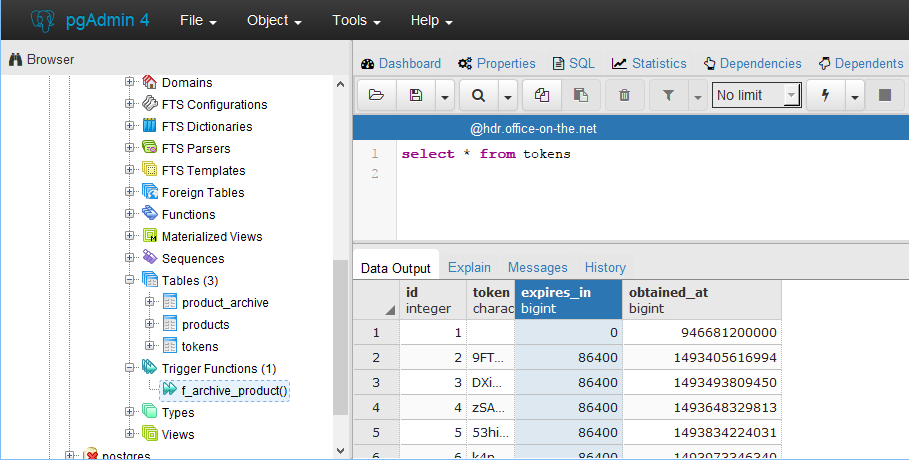 pgAdmin 4 File Object Tools Help
Browser
Domains
FTS Configurations
FTS Dictionaries
FTS Parsers
FTS Templates
Foreign Tables
Functions
Materialized Views
Sequences
Tables (3)
product_archive
products
tokens
Trigger Functions (1)
f_archive_product()
Types
Views
postgres
Dashboard Properties SQL Statistics Dependencies Dependents
No limit
@hdr.office-on-the.net
1 select * from tokens
2
Data Output Explain Messages History
id token expires_in obtained_at
integer charac bigint bigint
1 1 0 946681200000
2 2 9FT... 86400 1493405616994
3 3 DXi... 86400 1493493809450
4 4 zSA... 86400 1493648329813
5 5 53hi... 86400 1493834224031
6 6 k4n... 86400 1493973346340